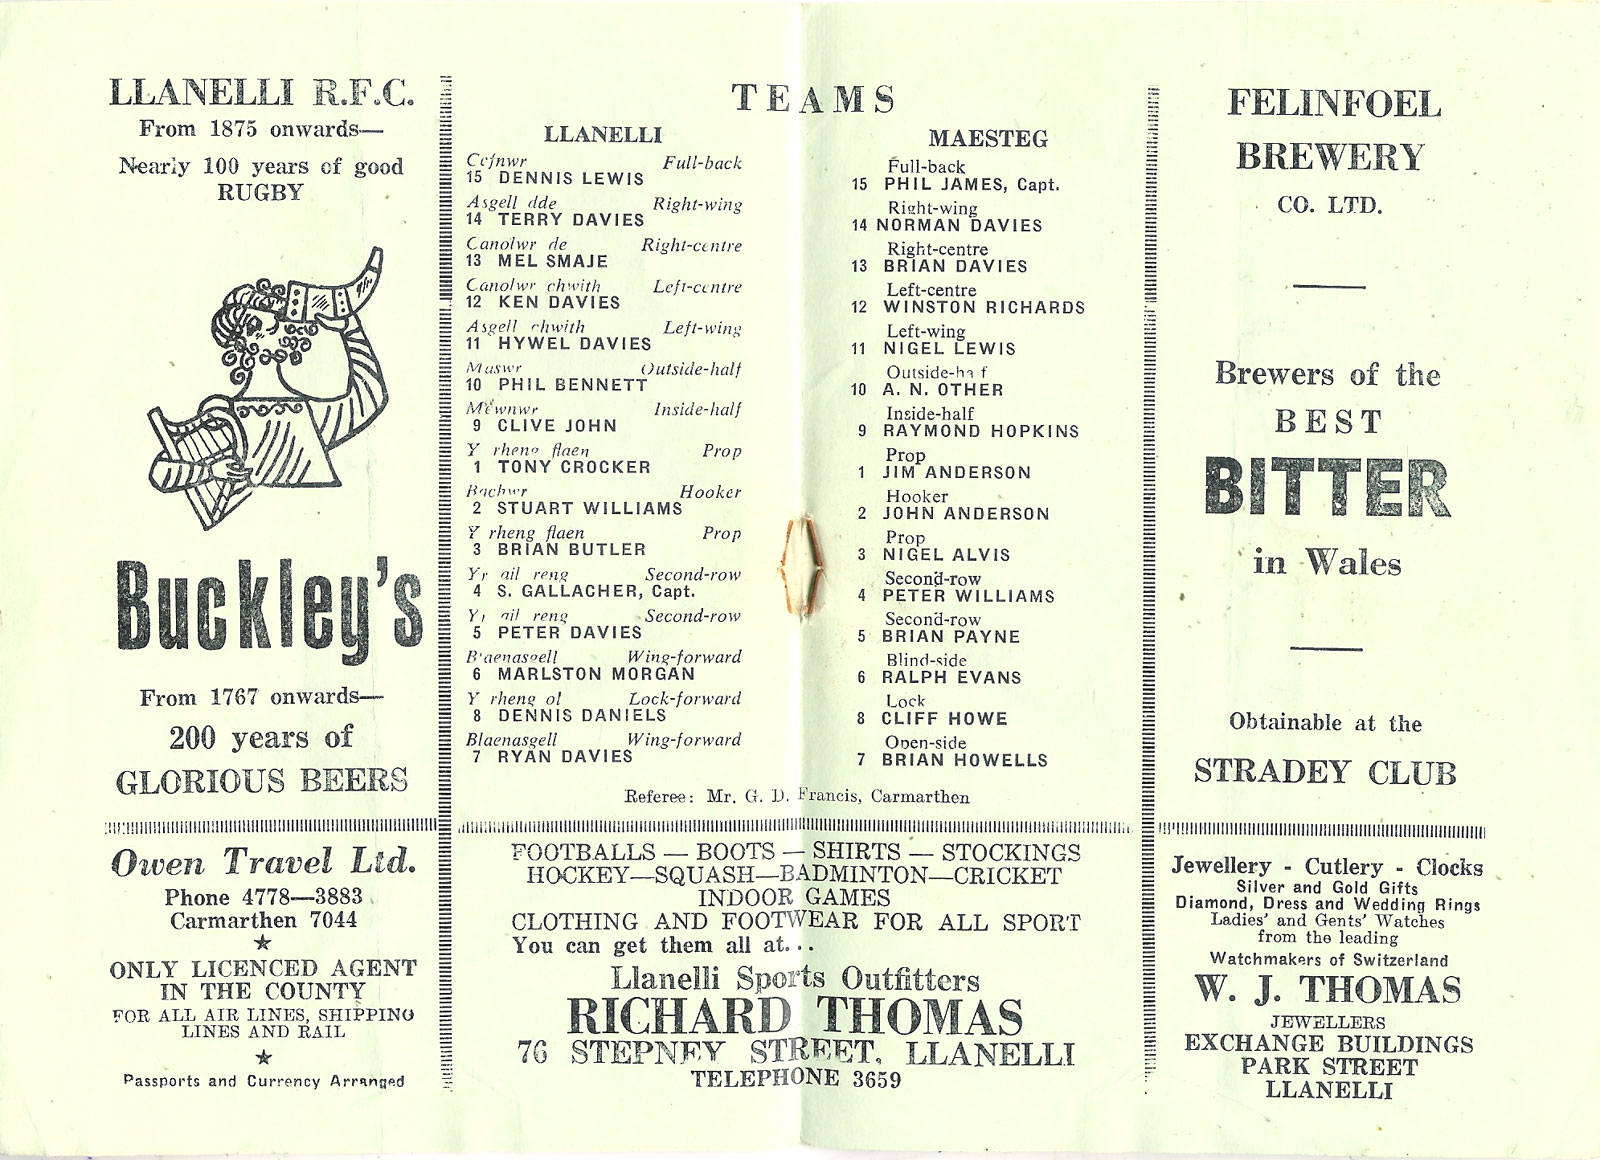 LLANELLI R.F.C.
From 1875 onwards—
Nearly 100 years of good
RUGBY
Buckley's
From 1767 onwards—
200 years of
GLORIOUS BEERS
Owen Travel Ltd.
Phone 4778—3883
Carmarthen 7044
★
ONLY LICENCED AGENT
IN THE COUNTY
FOR ALL AIR LINES, SHIPPING
LINES AND RAIL
★
Passports and Currency Arranged
TEAMS
LLANELLI
Cefnwr Full-back
15 DENNIS LEWIS
Asgell dde Right-wing
14 TERRY DAVIES
Canolwr de Right-centre
13 MEL SMAJE
Canolwr chwith Left-centre
12 KEN DAVIES
Asgell chwith Left-wing
11 HYWEL DAVIES
Maswr Outside-half
10 PHIL BENNETT
Mewnwr Inside-half
9 CLIVE JOHN
Y rheng flaen Prop
1 TONY CROCKER
Bachwr Hooker
2 STUART WILLIAMS
Y rheng flaen Prop
3 BRIAN BUTLER
Yr ail reng Second-row
4 S. GALLACHER, Capt.
Yr ail reng Second-row
5 PETER DAVIES
Blaenasgell Wing-forward
6 MARLSTON MORGAN
Y rheng ol Lock-forward
8 DENNIS DANIELS
Blaenasgell Wing-forward
7 RYAN DAVIES
MAESTEG
Full-back
15 PHIL JAMES, Capt.
Right-wing
14 NORMAN DAVIES
Right-centre
13 BRIAN DAVIES
Left-centre
12 WINSTON RICHARDS
Left-wing
11 NIGEL LEWIS
Outside-half
10 A. N. OTHER
Inside-half
9 RAYMOND HOPKINS
Prop
1 JIM ANDERSON
Hooker
2 JOHN ANDERSON
Prop
3 NIGEL ALVIS
Second-row
4 PETER WILLIAMS
Second-row
5 BRIAN PAYNE
Blind-side
6 RALPH EVANS
Lock
8 CLIFF HOWE
Open-side
7 BRIAN HOWELLS
Referee: Mr. G. D. Francis, Carmarthen
FOOTBALLS — BOOTS — SHIRTS — STOCKINGS
HOCKEY—SQUASH—BADMINTON—CRICKET
INDOOR GAMES
CLOTHING AND FOOTWEAR FOR ALL SPORT
You can get them all at...
Llanelli Sports Outfitters
RICHARD THOMAS
76 STEPNEY STREET, LLANELLI
TELEPHONE 3659
FELINFOEL
BREWERY
CO. LTD.
Brewers of the
BEST
BITTER
in Wales
Obtainable at the
STRADEY CLUB
Jewellery - Cutlery - Clocks
Silver and Gold Gifts
Diamond, Dress and Wedding Rings
Ladies' and Gents' Watches
from the leading
Watchmakers of Switzerland
W. J. THOMAS
JEWELLERS
EXCHANGE BUILDINGS
PARK STREET
LLANELLI